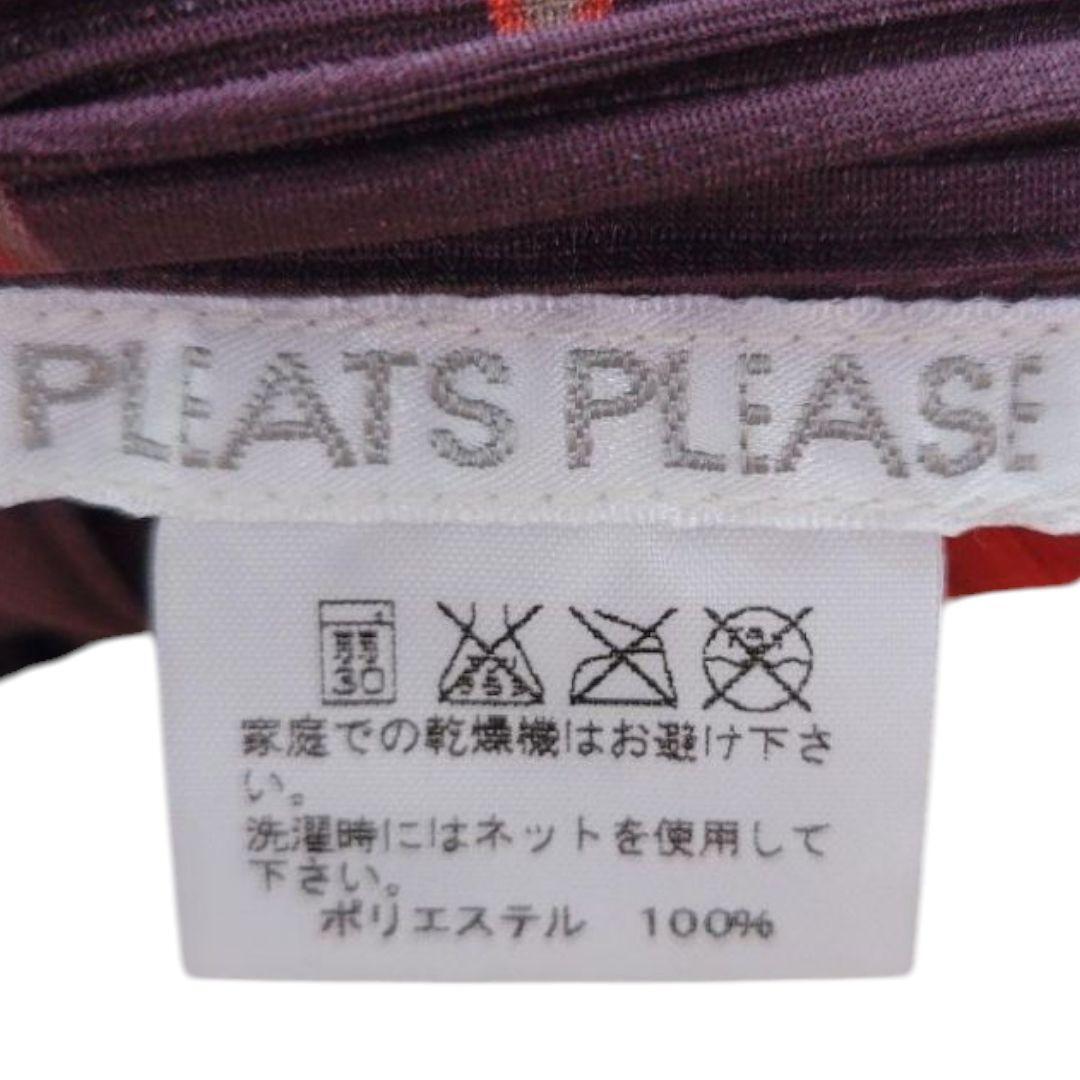 PLEATS PLEASE
弱
30
家庭での乾燥機はお避け下さ
い。
洗濯時にはネットを使用して
下さい。
ポリエステル 100%